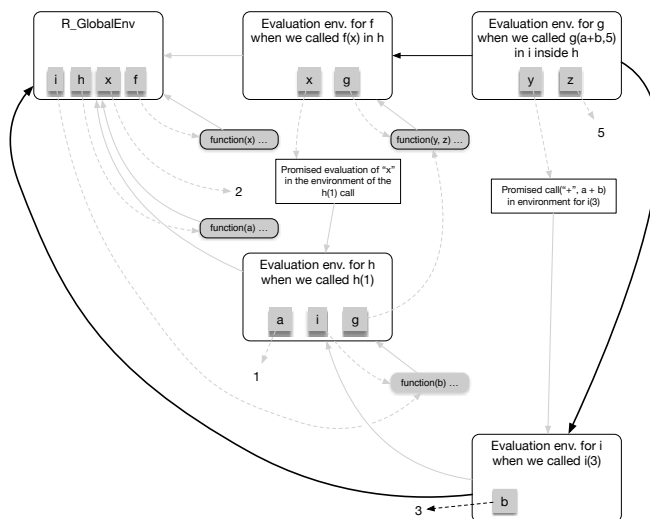 R_GlobalEnv
i h x f
Evaluation env. for f
when we called f(x) in h
x g
Evaluation env. for g
when we called g(a+b,5)
in i inside h
y z
5
function(x) ...
function(y, z) ...
Promised evaluation of “x”
in the environment of the
h(1) call
2
Promised call(“+”, a + b)
in environment for i(3)
function(a) ...
Evaluation env. for h
when we called h(1)
a i g
1
function(b) ...
Evaluation env. for i
when we called i(3)
b
3